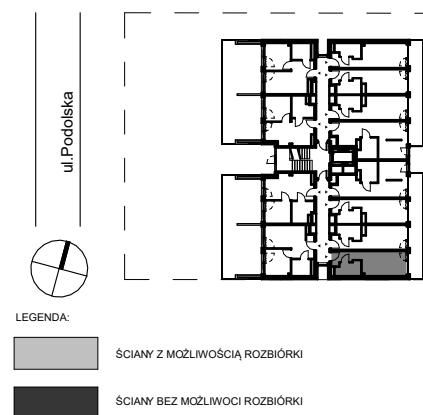 ul.Podolska
LEGENDA:
ŚCIANY Z MOŻLIWOŚCIĄ ROZBIÓRKI
ŚCIANY BEZ MOŻLIWOCI ROZBIÓRKI